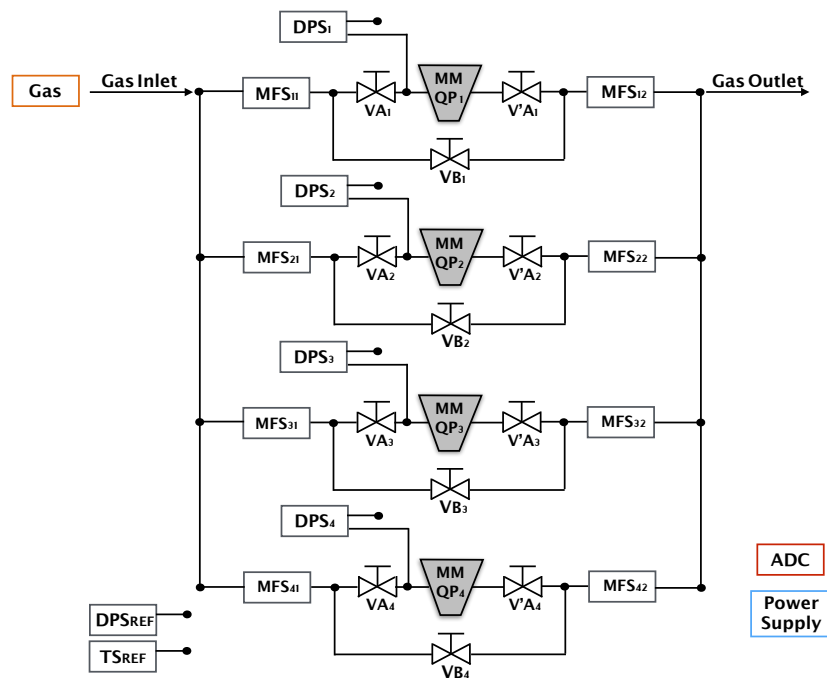 DPS₁
Gas
Gas Inlet
MFS₁₁
VA₁
MM
QP₁
V'A₁
MFS₁₂
Gas Outlet
VB₁
DPS₂
MFS₂₁
VA₂
MM
QP₂
V'A₂
MFS₂₂
VB₂
DPS₃
MFS₃₁
VA₃
MM
QP₃
V'A₃
MFS₃₂
VB₃
DPS₄
MFS₄₁
VA₄
MM
QP₄
V'A₄
MFS₄₂
VB₄
ADC
DPSREF
TSREF
Power
Supply